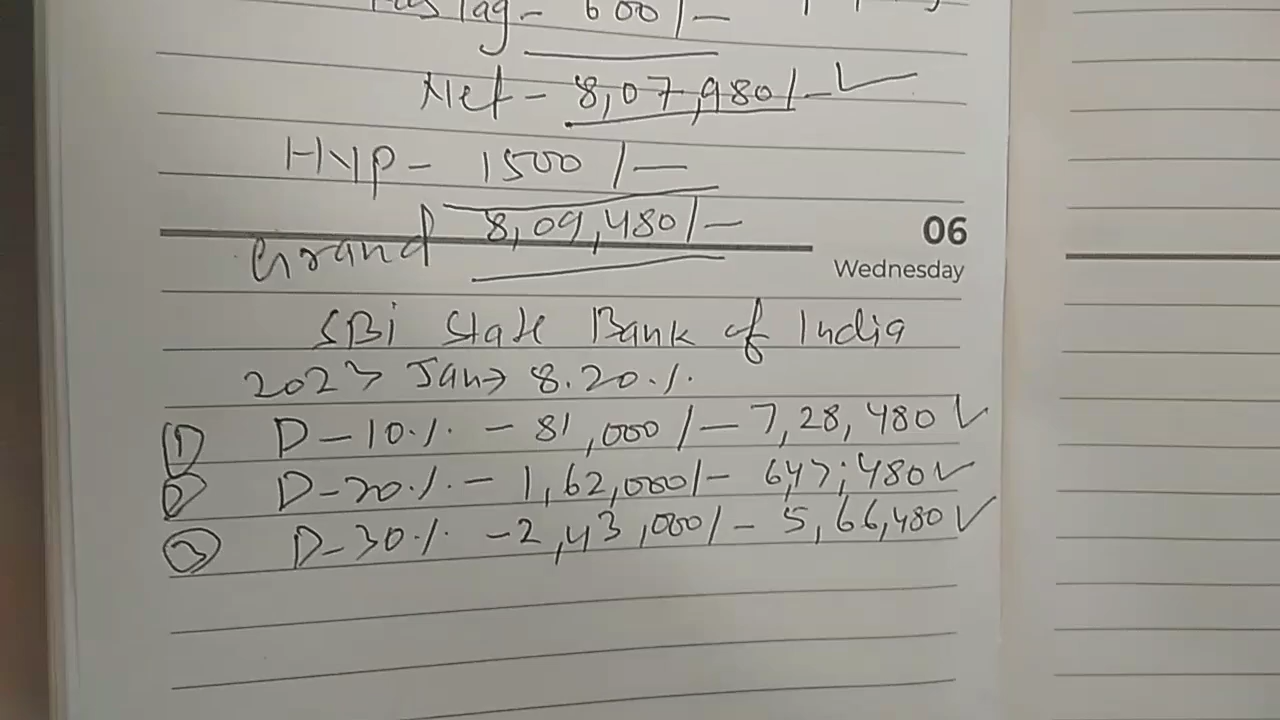 Fastag - 600/-
Net - 8,07,980/- ✓
Hyp - 1500/-
Grand 8,09,480/-
06
Wednesday
SBi State Bank of India
2023 Jan → 8.20.%
① D - 10.% - 81,000/- 7,28,480 ✓
② D - 20.% - 1,62,000/- 6,47,480 ✓
③ D - 30.% - 2,43,000/- 5,66,480 ✓